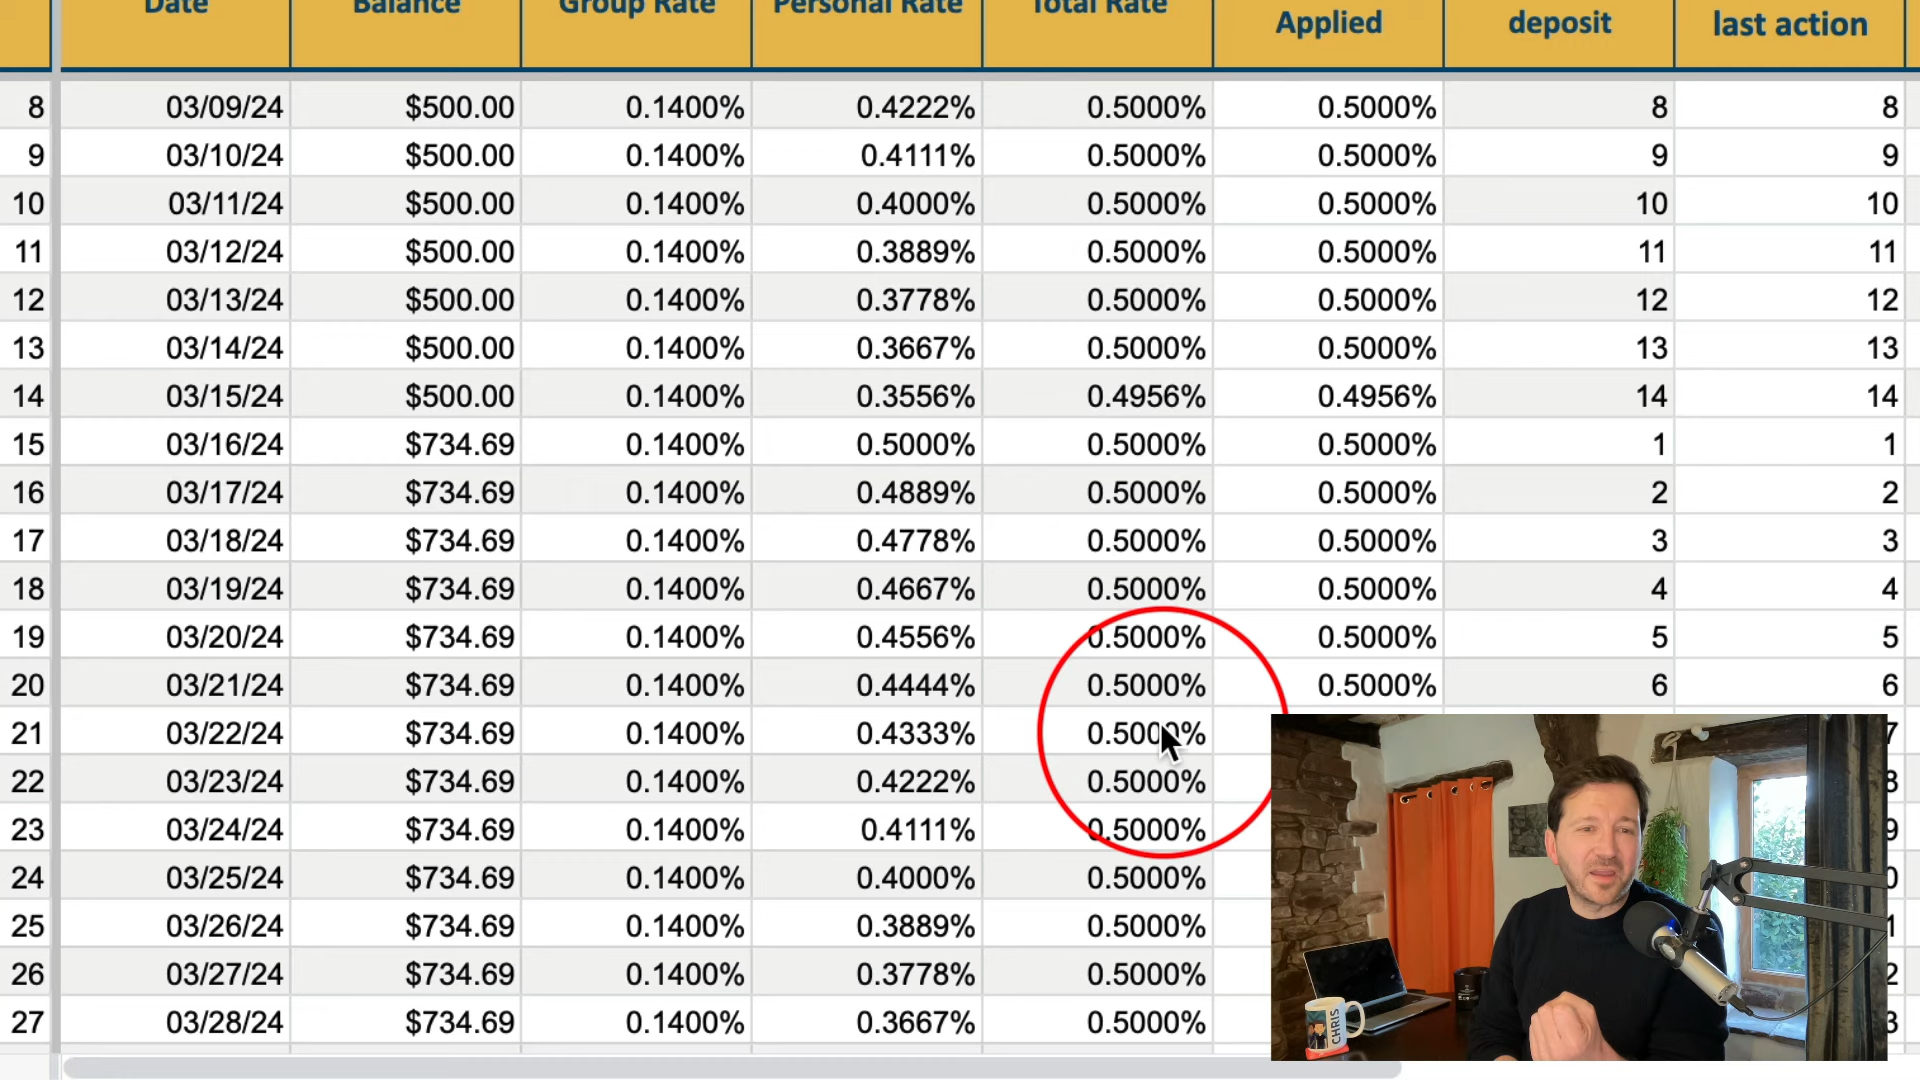 Date Balance Group Rate Personal Rate Total Rate Applied deposit last action
8 03/09/24 $500.00 0.1400% 0.4222% 0.5000% 0.5000% 8 8
9 03/10/24 $500.00 0.1400% 0.4111% 0.5000% 0.5000% 9 9
10 03/11/24 $500.00 0.1400% 0.4000% 0.5000% 0.5000% 10 10
11 03/12/24 $500.00 0.1400% 0.3889% 0.5000% 0.5000% 11 11
12 03/13/24 $500.00 0.1400% 0.3778% 0.5000% 0.5000% 12 12
13 03/14/24 $500.00 0.1400% 0.3667% 0.5000% 0.5000% 13 13
14 03/15/24 $500.00 0.1400% 0.3556% 0.4956% 0.4956% 14 14
15 03/16/24 $734.69 0.1400% 0.5000% 0.5000% 0.5000% 1 1
16 03/17/24 $734.69 0.1400% 0.4889% 0.5000% 0.5000% 2 2
17 03/18/24 $734.69 0.1400% 0.4778% 0.5000% 0.5000% 3 3
18 03/19/24 $734.69 0.1400% 0.4667% 0.5000% 0.5000% 4 4
19 03/20/24 $734.69 0.1400% 0.4556% 0.5000% 0.5000% 5 5
20 03/21/24 $734.69 0.1400% 0.4444% 0.5000% 0.5000% 6 6
21 03/22/24 $734.69 0.1400% 0.4333% 0.5000% 7
22 03/23/24 $734.69 0.1400% 0.4222% 0.5000% 8
23 03/24/24 $734.69 0.1400% 0.4111% 0.5000% 9
24 03/25/24 $734.69 0.1400% 0.4000% 0.5000% 0
25 03/26/24 $734.69 0.1400% 0.3889% 0.5000% 1
26 03/27/24 $734.69 0.1400% 0.3778% 0.5000% 2
27 03/28/24 $734.69 0.1400% 0.3667% 0.5000% 3
CHRIS